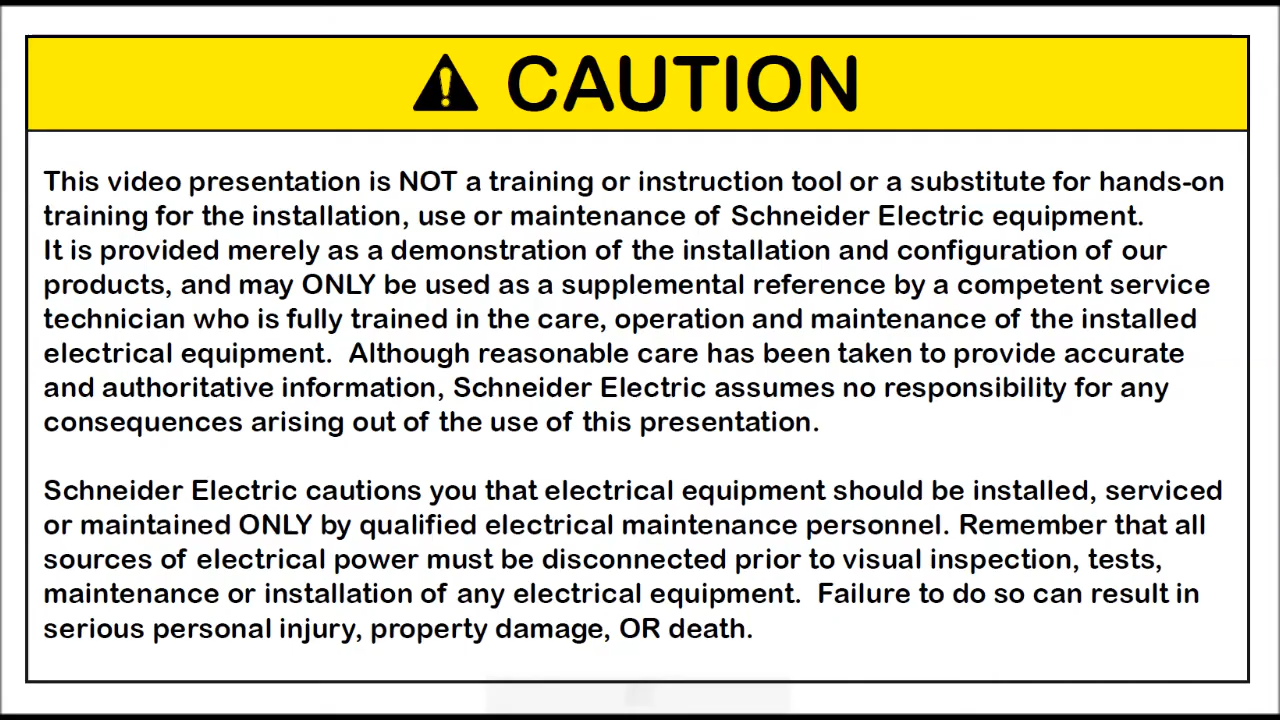 CAUTION
This video presentation is NOT a training or instruction tool or a substitute for hands-on
training for the installation, use or maintenance of Schneider Electric equipment.
It is provided merely as a demonstration of the installation and configuration of our
products, and may ONLY be used as a supplemental reference by a competent service
technician who is fully trained in the care, operation and maintenance of the installed
electrical equipment.  Although reasonable care has been taken to provide accurate
and authoritative information, Schneider Electric assumes no responsibility for any
consequences arising out of the use of this presentation.
Schneider Electric cautions you that electrical equipment should be installed, serviced
or maintained ONLY by qualified electrical maintenance personnel. Remember that all
sources of electrical power must be disconnected prior to visual inspection, tests,
maintenance or installation of any electrical equipment.  Failure to do so can result in
serious personal injury, property damage, OR death.